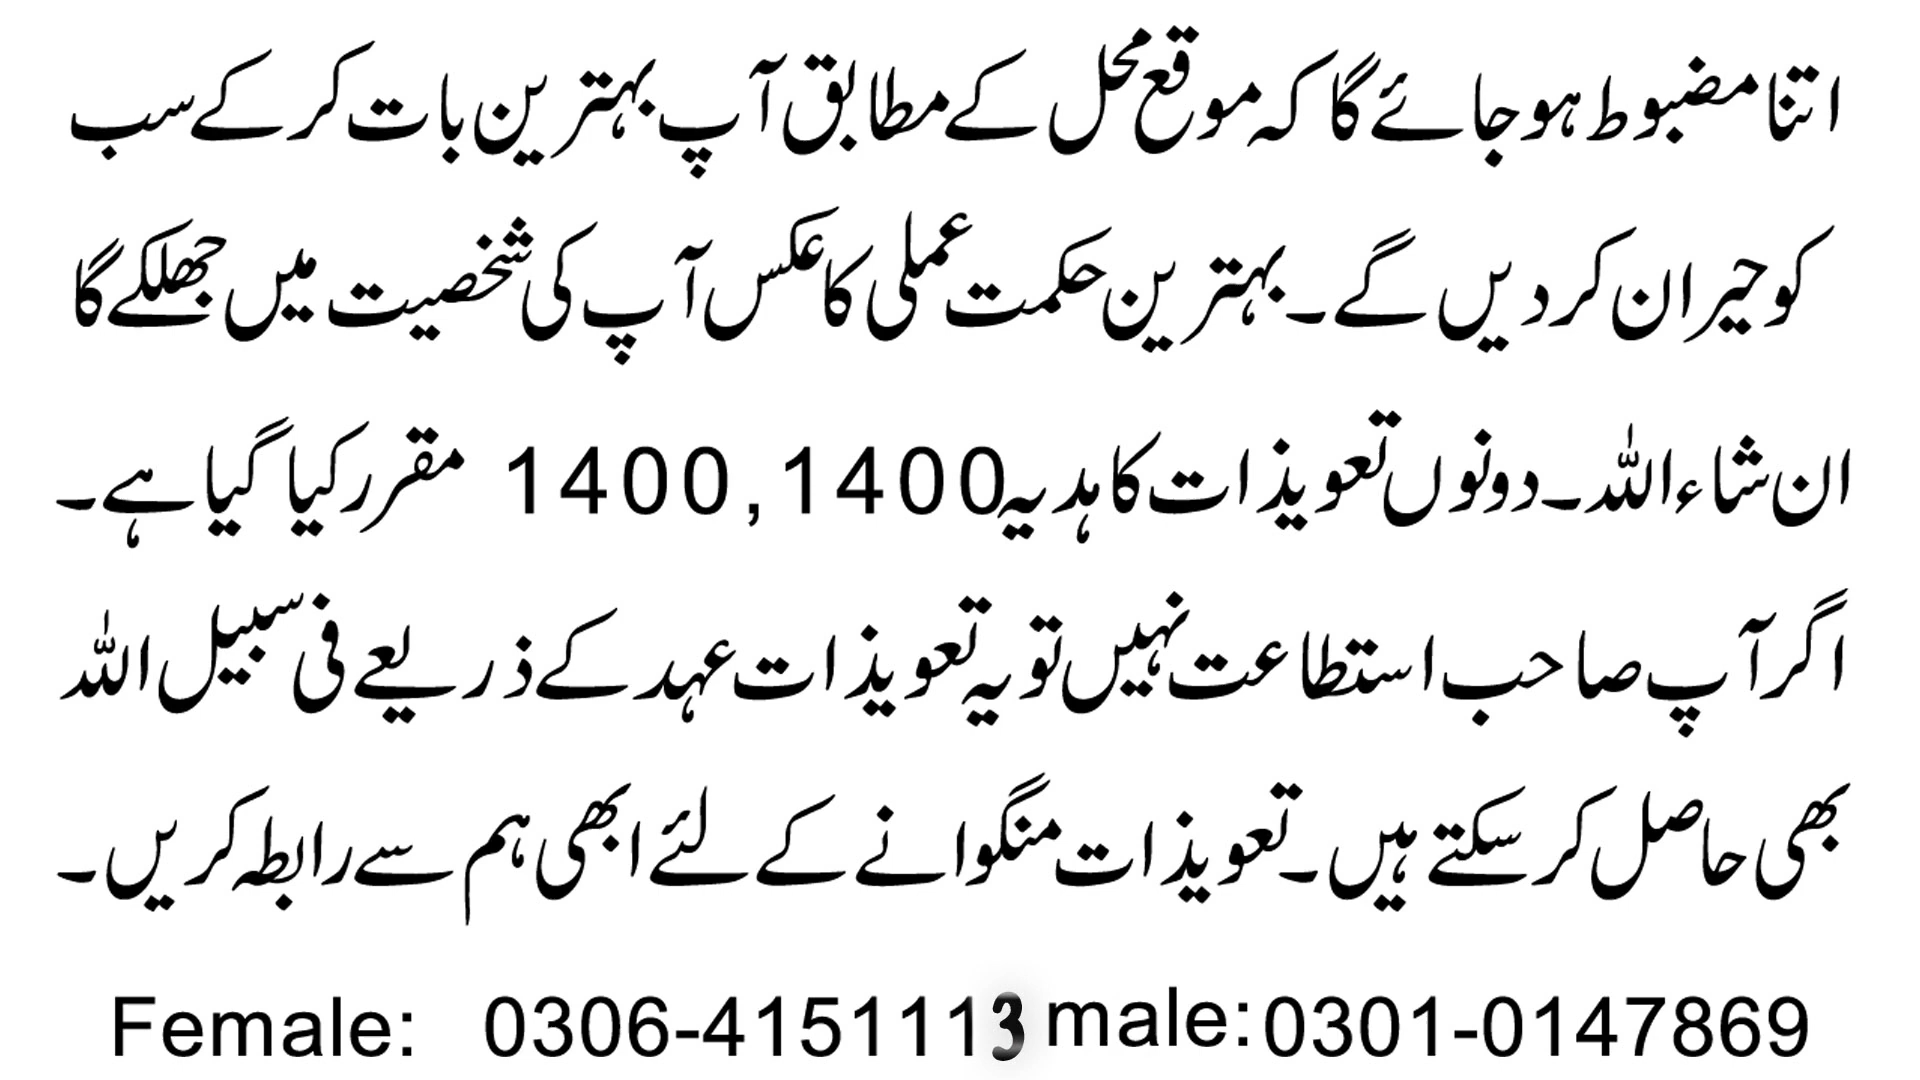 اتنا مضبوط ہو جائے گا کہ موقع محل کے مطابق آپ بہترین بات کر کے سب
کو حیران کر دیں گے۔ بہترین حکمت عملی کا عکس آپ کی شخصیت میں جھلکے گا
ان شاء اللہ۔ دونوں تعویذات کا ہدیہ 1400,1400 مقرر کیا گیا ہے۔
اگر آپ صاحب استطاعت نہیں تو یہ تعویذات عہد کے ذریعے فی سبیل اللہ
بھی حاصل کر سکتے ہیں۔ تعویذات منگوانے کے لئے ابھی ہم سے رابطہ کریں۔
Female: 0306-4151113 male:0301-0147869